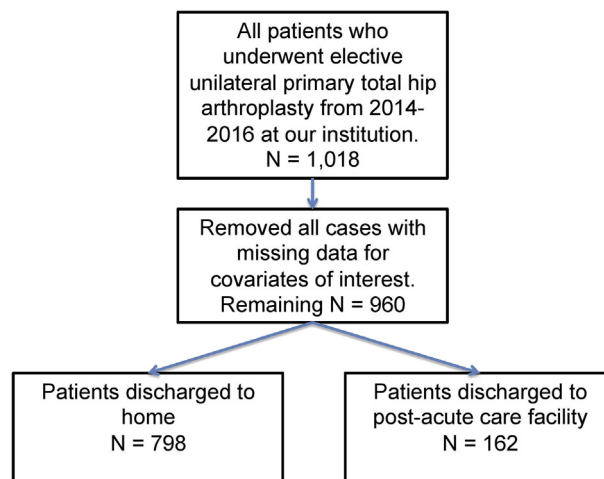 All patients who
underwent elective
unilateral primary total hip
arthroplasty from 2014-
2016 at our institution.
N = 1,018
Removed all cases with
missing data for
covariates of interest.
Remaining N = 960
Patients discharged to
home
N = 798
Patients discharged to
post-acute care facility
N = 162